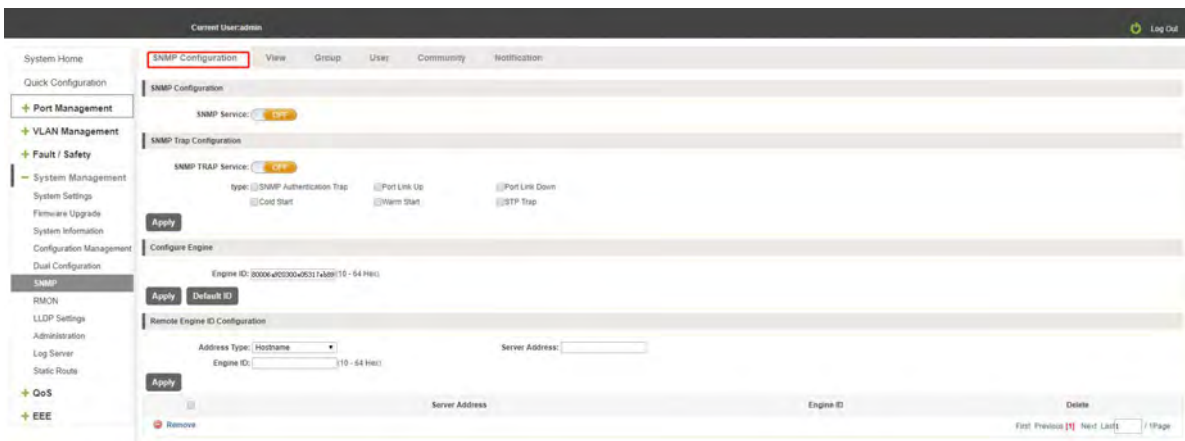 Current User:admin
Log Out
System Home
Quick Configuration
Port Management
VLAN Management
Fault / Safety
System Management
System Settings
Firmware Upgrade
System Information
Configuration Management
Dual Configuration
SNMP
RMON
LLDP Settings
Administration
Log Server
Static Route
QoS
EEE
SNMP Configuration View Group User Community Notification
SNMP Configuration
SNMP Service: OFF
SNMP Trap Configuration
SNMP TRAP Service: OFF
type: SNMP Authentication Trap Port Link Up Port Link Down
Cold Start Warm Start STP Trap
Apply
Configure Engine
Engine ID: (10 - 64 Hex)
Apply Default ID
Remote Engine ID Configuration
Address Type: Hostname Server Address:
Engine ID: (10 - 64 Hex)
Apply
Server Address Engine ID Delete
Remove First Previous [1] Next Last 1 / 1Page